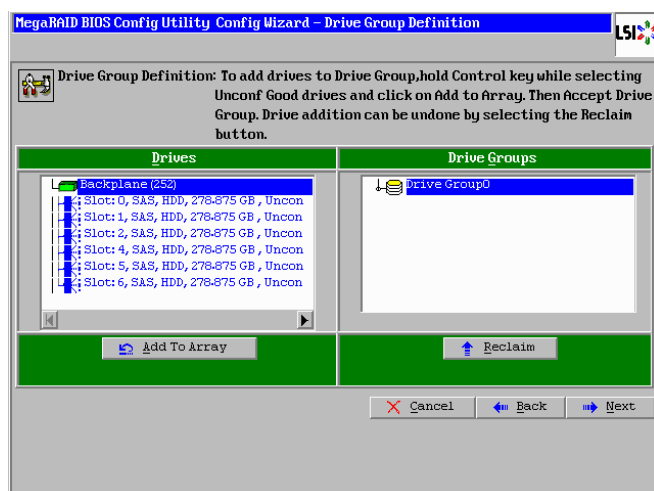 MegaRAID BIOS Config Utility Config Wizard – Drive Group Definition
LSI
Drive Group Definition: To add drives to Drive Group,hold Control key while selecting
Unconf Good drives and click on Add to Array. Then Accept Drive
Group. Drive addition can be undone by selecting the Reclaim
button.
Drives
Backplane (252)
Slot: 0, SAS, HDD, 278.875 GB , Uncon
Slot: 1, SAS, HDD, 278.875 GB , Uncon
Slot: 2, SAS, HDD, 278.875 GB , Uncon
Slot: 4, SAS, HDD, 278.875 GB , Uncon
Slot: 5, SAS, HDD, 278.875 GB , Uncon
Slot: 6, SAS, HDD, 278.875 GB , Uncon
Add To Array
Drive Groups
Drive Group0
Reclaim
Cancel
Back
Next